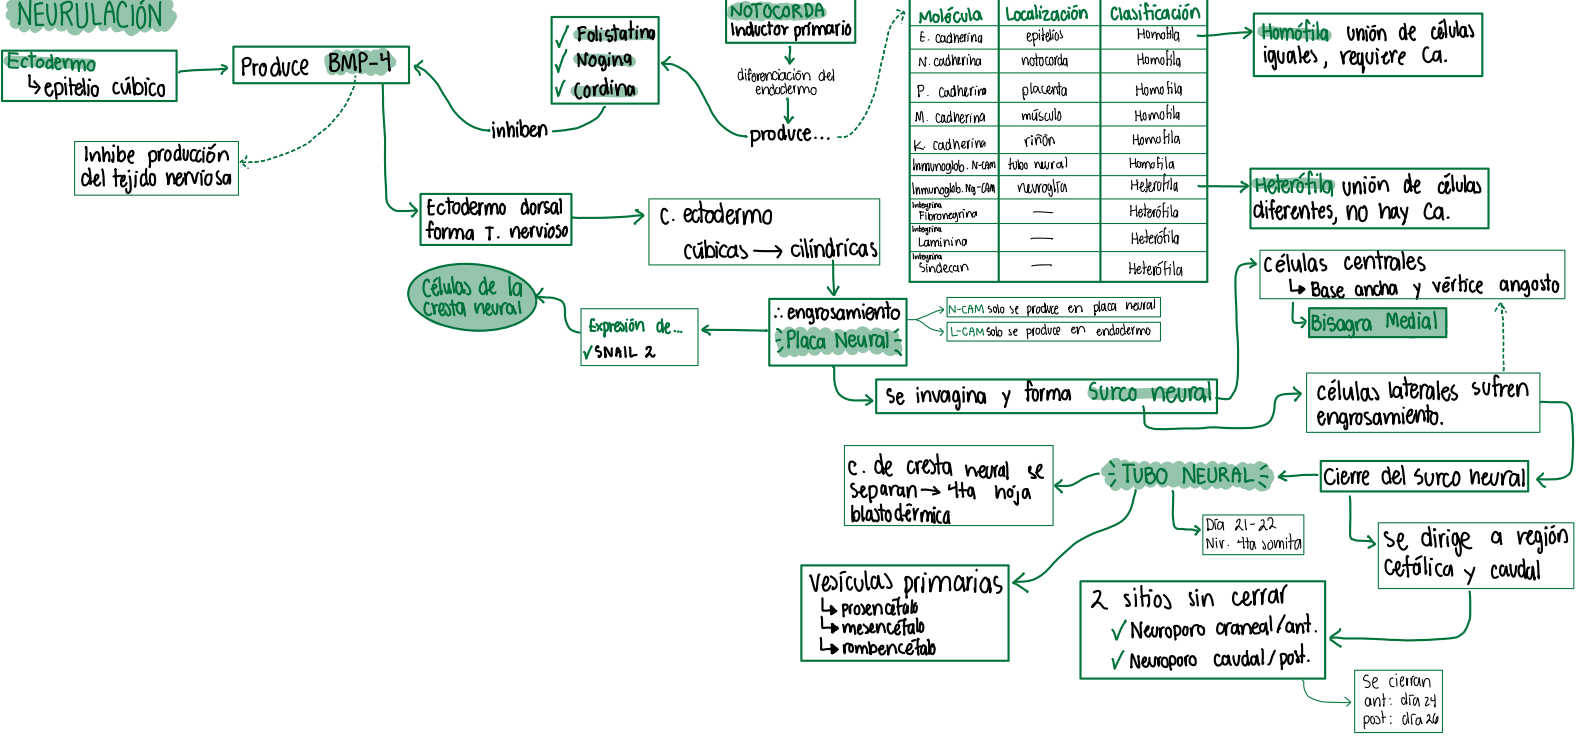 NEURULACIÓN
Ectodermo
epitelio cúbico
Produce BMP-4
Inhibe producción
del tejido nerviosa
✓ Folistatina
✓ Nogina
✓ Cordina
inhiben
NOTOCORDA
Inductor primario
diferenciación del
endodermo
produce...
Molécula Localización Clasificación
E. cadherina epitelios Homofila
N. cadherina notocorda Homofila
P. cadherina placenta Homofila
M. cadherina músculo Homofila
K. cadherina riñón Homofila
Inmunoglob. N-CAM tubo neural Homofila
Inmunoglob. Ng-CAM neuroglia Heterofila
Integrina
Fibronegrina — Heterófila
Integrina
Laminina — Heterófila
Integrina
Sindecan — Heterófila
Homófila unión de células
iguales, requiere Ca.
Heterófila unión de células
diferentes, no hay Ca.
Ectodermo dorsal
forma T. nervioso
C. ectodermo
cúbicas → cilíndricas
Células de la
cresta neural
Expresión de...
✓ SNAIL 2
∴ engrosamiento
Placa Neural
N-CAM solo se produce en placa neural
L-CAM solo se produce en endodermo
Se invagina y forma surco neural
Células centrales
Base ancha y vértice angosto
Bisagra Medial
células laterales sufren
engrosamiento.
Cierre del surco neural
TUBO NEURAL
C. de cresta neural se
separan → 4ta hoja
blastodérmica
Día 21-22
Niv. 4ta somita
Se dirige a región
cefálica y caudal
Vesículas primarias
prosencéfalo
mesencéfalo
rombencéfalo
2 sitios sin cerrar
✓ Neuroporo craneal/ant.
✓ Neuroporo caudal/post.
Se cierran
ant: día 24
post: día 26